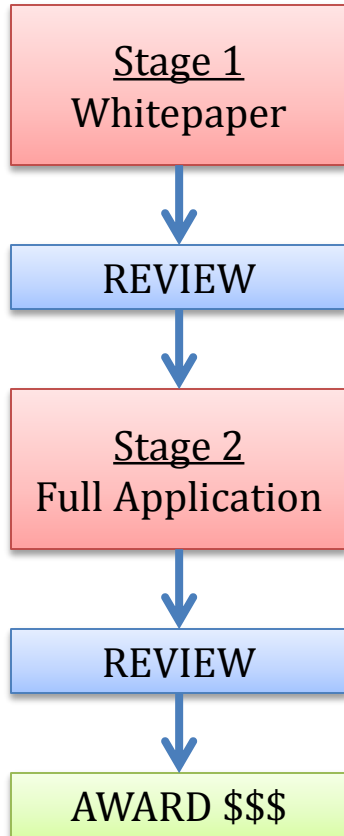 Stage 1
Whitepaper
REVIEW
Stage 2
Full Application
REVIEW
AWARD $$$